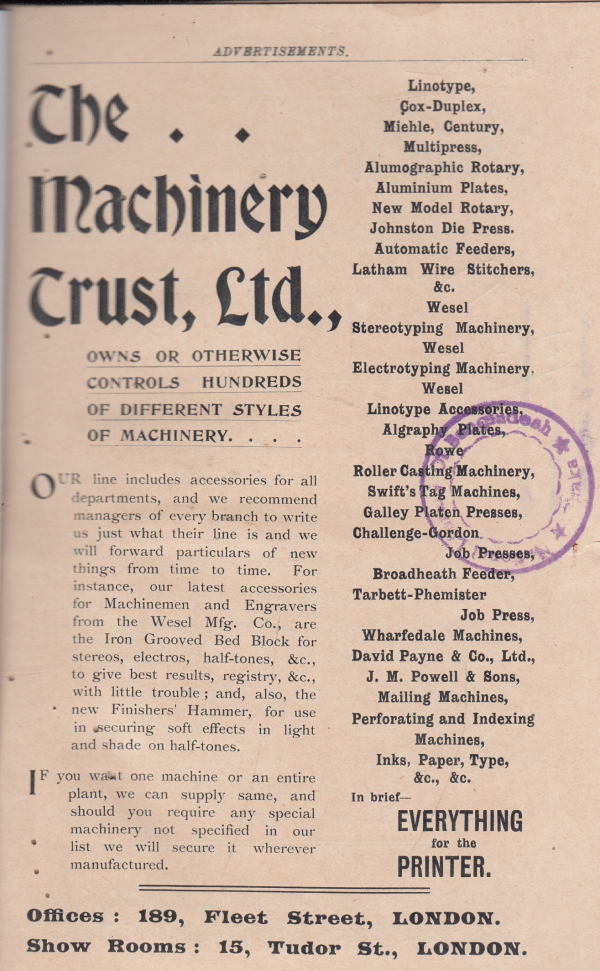 ADVERTISEMENTS.
The . .
Machinery
Trust, Ltd.,
OWNS OR OTHERWISE
CONTROLS HUNDREDS
OF DIFFERENT STYLES
OF MACHINERY. . . .
OUR line includes accessories for all
departments, and we recommend
managers of every branch to write
us just what their line is and we
will forward particulars of new
things from time to time. For
instance, our latest accessories
for Machinemen and Engravers
from the Wesel Mfg. Co., are
the Iron Grooved Bed Block for
stereos, electros, half-tones, &c.,
to give best results, registry, &c.,
with little trouble ; and, also, the
new Finishers' Hammer, for use
in securing soft effects in light
and shade on half-tones.
IF you want one machine or an entire
plant, we can supply same, and
should you require any special
machinery not specified in our
list we will secure it wherever
manufactured.
Linotype,
Cox-Duplex,
Miehle, Century,
Multipress,
Alumographic Rotary,
Aluminium Plates,
New Model Rotary,
Johnston Die Press.
Automatic Feeders,
Latham Wire Stitchers,
&c.
Wesel
Stereotyping Machinery,
Wesel
Electrotyping Machinery,
Wesel
Linotype Accessories,
Algraphy Plates,
Rowe
Roller Casting Machinery,
Swift's Tag Machines,
Galley Platen Presses,
Challenge-Gordon
Job Presses,
Broadheath Feeder,
Tarbett-Phemister
Job Press,
Wharfedale Machines,
David Payne & Co., Ltd.,
J. M. Powell & Sons,
Mailing Machines,
Perforating and Indexing
Machines,
Inks, Paper, Type,
&c., &c.
In brief—
EVERYTHING
for the
PRINTER.
Bangladesh
Offices : 189, Fleet Street, LONDON.
Show Rooms : 15, Tudor St., LONDON.